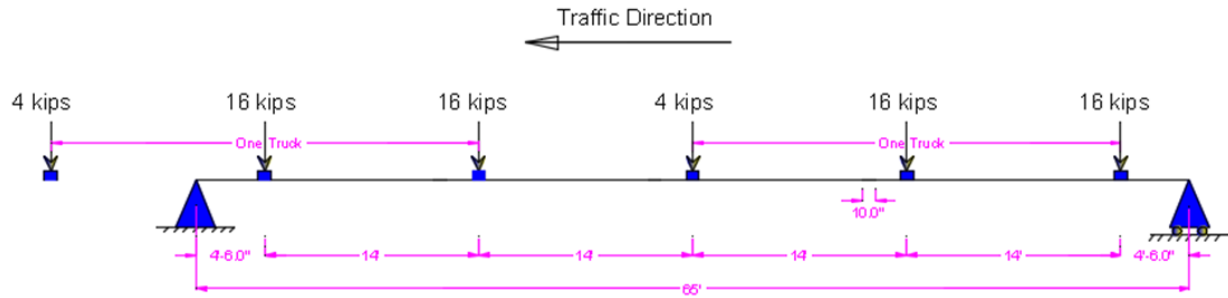 Traffic Direction
4 kips 16 kips 16 kips 4 kips 16 kips 16 kips
One Truck One Truck
10.0"
4'-6.0" 14' 14' 14' 14' 4'-6.0"
65'